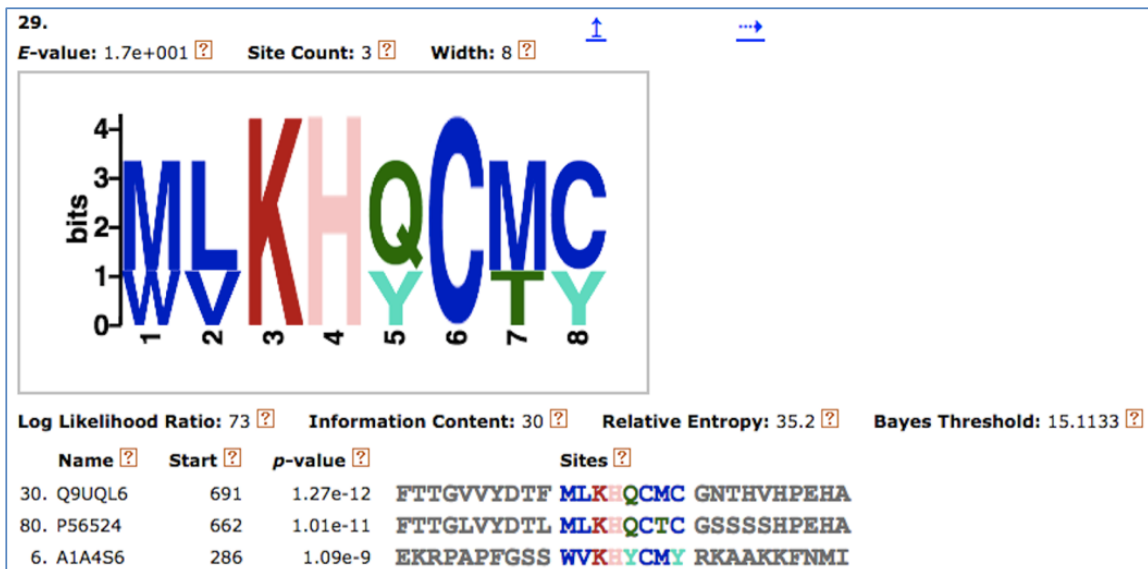 29.
E-value: 1.7e+001 ? Site Count: 3 ? Width: 8 ?
bits
4
3
2
1
0
M L K H Q C M C
W V Y T Y
1 2 3 4 5 6 7 8
Log Likelihood Ratio: 73 ? Information Content: 30 ? Relative Entropy: 35.2 ? Bayes Threshold: 15.1133 ?
Name ? Start ? p-value ? Sites ?
30. Q9UQL6 691 1.27e-12 FTTGVVYDTF MLKHQCMC GNTHVHPEHA
80. P56524 662 1.01e-11 FTTGLVYDTL MLKHQCTC GSSSSHPEHA
6. A1A4S6 286 1.09e-9 EKRPAPFGSS WVKHYCMY RKAAKKFNMI